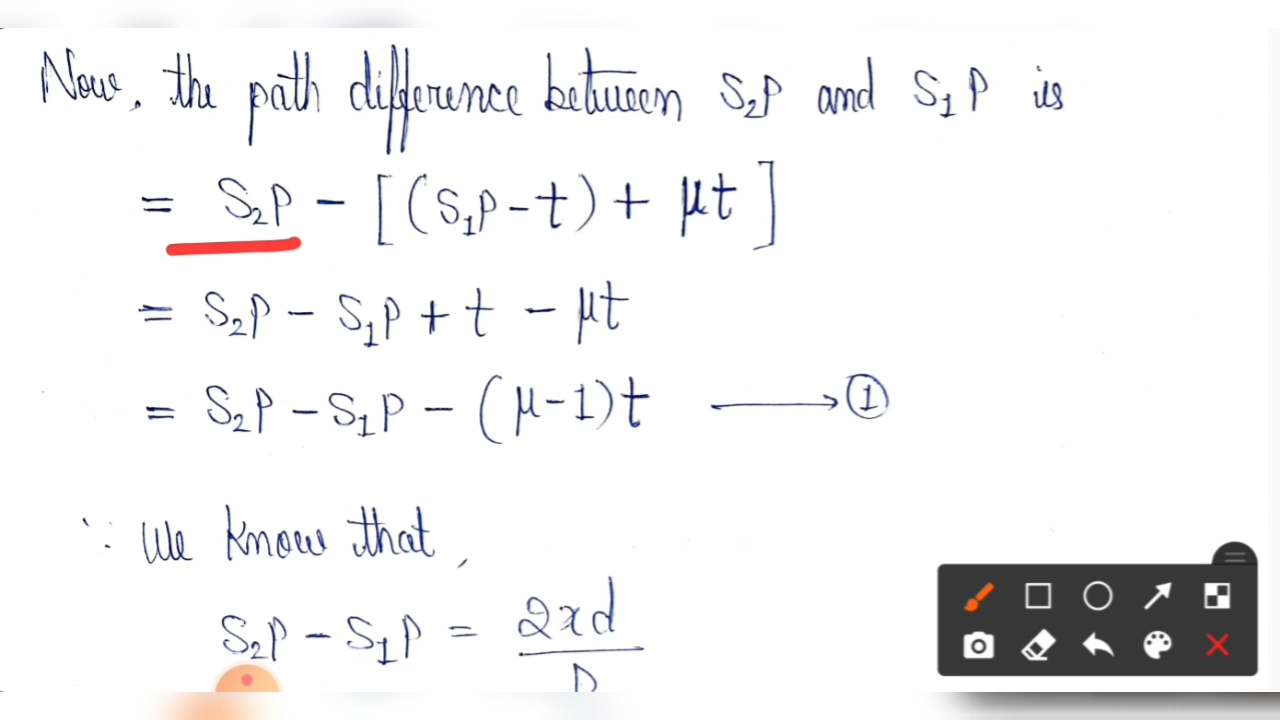 Now, the path difference between S₂P and S₁P is
= S₂P - [(S₁P-t) + μt]
= S₂P - S₁P + t - μt
= S₂P - S₁P - (μ-1)t ⟶ ①
∵ We know that,
S₂P - S₁P = 2xd / D